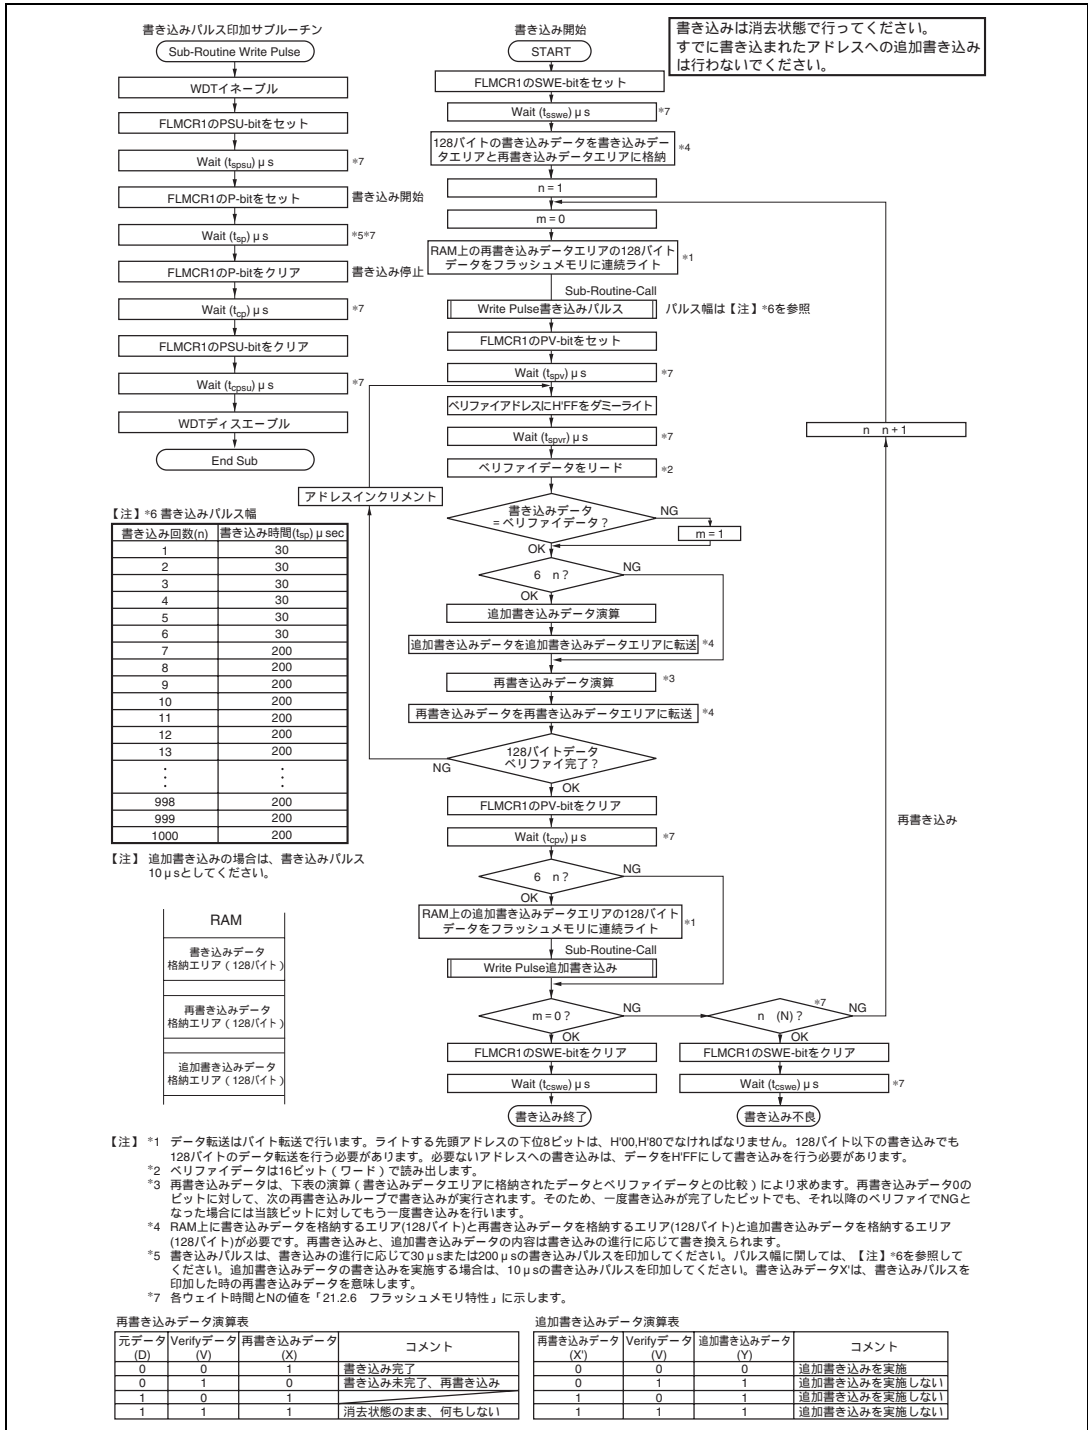 書き込みパルス印加サブルーチン
Sub-Routine Write Pulse
WDTイネーブル
FLMCR1のPSU-bitをセット
Wait (tspsu) μs
*7
FLMCR1のP-bitをセット
書き込み開始
Wait (tsp) μs
*5*7
FLMCR1のP-bitをクリア
書き込み停止
Wait (tcp) μs
*7
FLMCR1のPSU-bitをクリア
Wait (tcpsu) μs
*7
WDTディスエーブル
End Sub
書き込み開始
START
書き込みは消去状態で行ってください。
すでに書き込まれたアドレスへの追加書き込み
は行わないでください。
FLMCR1のSWE-bitをセット
Wait (tsswe) μs
*7
128バイトの書き込みデータを書き込みデー
タエリアと再書き込みデータエリアに格納
*4
n = 1
m = 0
RAM上の再書き込みデータエリアの128バイト
データをフラッシュメモリに連続ライト
*1
Sub-Routine-Call
Write Pulse書き込みパルス
パルス幅は【注】*6を参照
FLMCR1のPV-bitをセット
Wait (tspv) μs
*7
ベリファイアドレスにH'FFをダミーライト
Wait (tspvr) μs
*7
ベリファイデータをリード
*2
アドレスインクリメント
書き込みデータ
= ベリファイデータ？
NG
m = 1
OK
6 n？
NG
OK
追加書き込みデータ演算
追加書き込みデータを追加書き込みデータエリアに転送
*4
再書き込みデータ演算
*3
再書き込みデータを再書き込みデータエリアに転送
*4
128バイトデータ
ベリファイ完了？
NG
OK
FLMCR1のPV-bitをクリア
Wait (tcpv) μs
*7
6 n？
NG
OK
RAM上の追加書き込みデータエリアの128バイト
データをフラッシュメモリに連続ライト
*1
Sub-Routine-Call
Write Pulse追加書き込み
m = 0？
NG
n (N)？
*7
NG
OK
OK
FLMCR1のSWE-bitをクリア
FLMCR1のSWE-bitをクリア
Wait (tcswe) μs
Wait (tcswe) μs
*7
書き込み終了
書き込み不良
n n + 1
再書き込み
【注】*6 書き込みパルス幅
書き込み回数(n) 書き込み時間(tsp) μsec
1 30
2 30
3 30
4 30
5 30
6 30
7 200
8 200
9 200
10 200
11 200
12 200
13 200
998 200
999 200
1000 200
【注】 追加書き込みの場合は、書き込みパルス
10μsとしてください。
RAM
書き込みデータ
格納エリア（128バイト）
再書き込みデータ
格納エリア（128バイト）
追加書き込みデータ
格納エリア（128バイト）
【注】 *1 データ転送はバイト転送で行います。ライトする先頭アドレスの下位8ビットは、H'00,H'80でなければなりません。128バイト以下の書き込みでも
128バイトのデータ転送を行う必要があります。必要ないアドレスへの書き込みは、データをH'FFにして書き込みを行う必要があります。
*2 ベリファイデータは16ビット（ワード）で読み出します。
*3 再書き込みデータは、下表の演算（書き込みデータエリアに格納されたデータとベリファイデータとの比較）により求めます。再書き込みデータ0の
ビットに対して、次の再書き込みループで書き込みが実行されます。そのため、一度書き込みが完了したビットでも、それ以降のベリファイでNGと
なった場合には当該ビットに対してもう一度書き込みを行います。
*4 RAM上に書き込みデータを格納するエリア(128バイト)と再書き込みデータを格納するエリア(128バイト)と追加書き込みデータを格納するエリア
(128バイト)が必要です。再書き込みと、追加書き込みデータの内容は書き込みの進行に応じて書き換えられます。
*5 書き込みパルスは、書き込みの進行に応じて30μsまたは200μsの書き込みパルスを印加してください。パルス幅に関しては、【注】*6を参照して
ください。追加書き込みデータの書き込みを実施する場合は、10μsの書き込みパルスを印加してください。書き込みデータX'は、書き込みパルスを
印加した時の再書き込みデータを意味します。
*7 各ウェイト時間とNの値を「21.2.6 フラッシュメモリ特性」に示します。
再書き込みデータ演算表
元データ(D) Verifyデータ(V) 再書き込みデータ(X) コメント
0 0 1 書き込み完了
0 1 0 書き込み未完了、再書き込み
1 0 1
1 1 1 消去状態のまま、何もしない
追加書き込みデータ演算表
再書き込みデータ(X') Verifyデータ(V) 追加書き込みデータ(Y) コメント
0 0 0 追加書き込みを実施
0 1 1 追加書き込みを実施しない
1 0 1 追加書き込みを実施しない
1 1 1 追加書き込みを実施しない